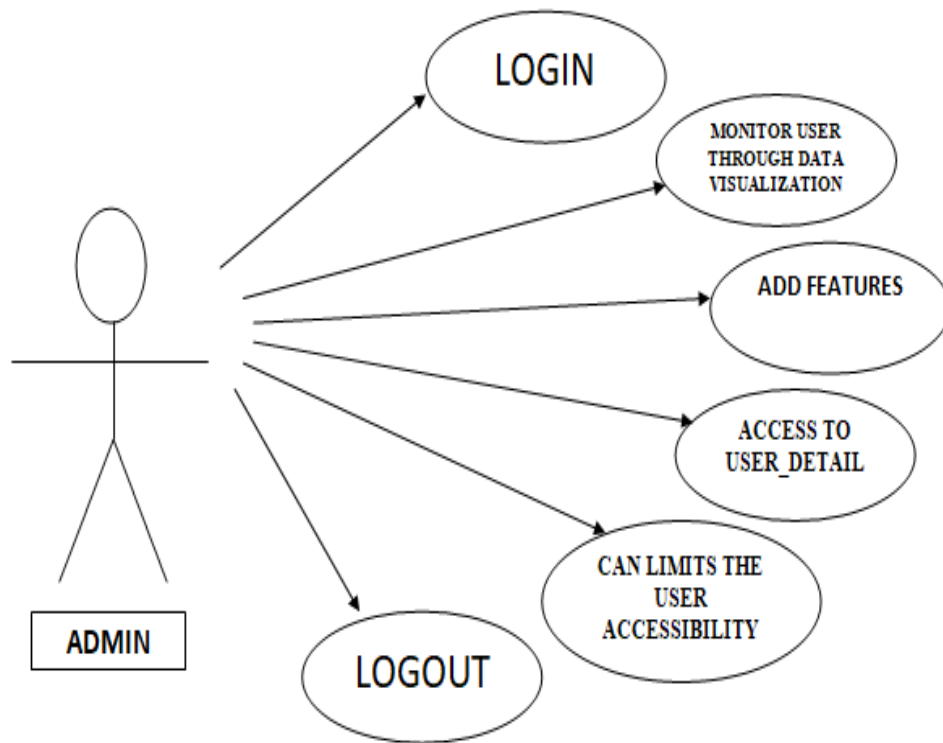 LOGIN
MONITOR USER
THROUGH DATA
VISUALIZATION
ADD FEATURES
ACCESS TO
USER_DETAIL
CAN LIMITS THE
USER
ACCESSIBILITY
LOGOUT
ADMIN